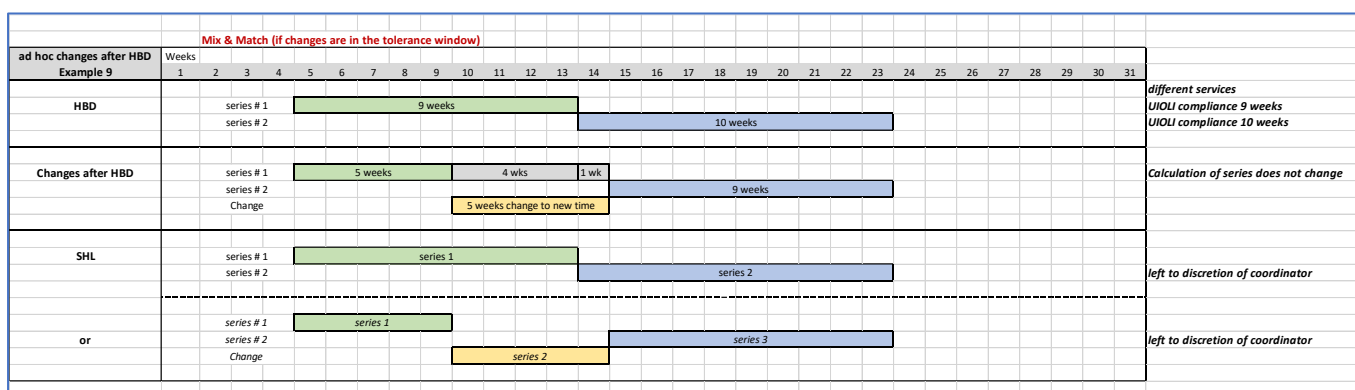 Mix & Match (if changes are in the tolerance window)
ad hoc changes after HBD Weeks
Example 9 1 2 3 4 5 6 7 8 9 10 11 12 13 14 15 16 17 18 19 20 21 22 23 24 25 26 27 28 29 30 31
different services
HBD series # 1 9 weeks UIOLI compliance 9 weeks
series # 2 10 weeks UIOLI compliance 10 weeks
Changes after HBD series # 1 5 weeks 4 wks 1 wk Calculation of series does not change
series # 2 9 weeks
Change 5 weeks change to new time
SHL series # 1 series 1
series # 2 series 2 left to discretion of coordinator
series # 1 series 1
or series # 2 series 3 left to discretion of coordinator
Change series 2